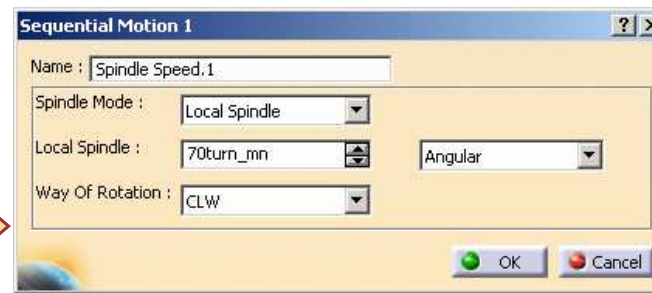 Sequential Motion 1
Name : Spindle Speed.1
Spindle Mode : Local Spindle
Local Spindle : 70turn_mn Angular
Way Of Rotation : CLW
OK Cancel